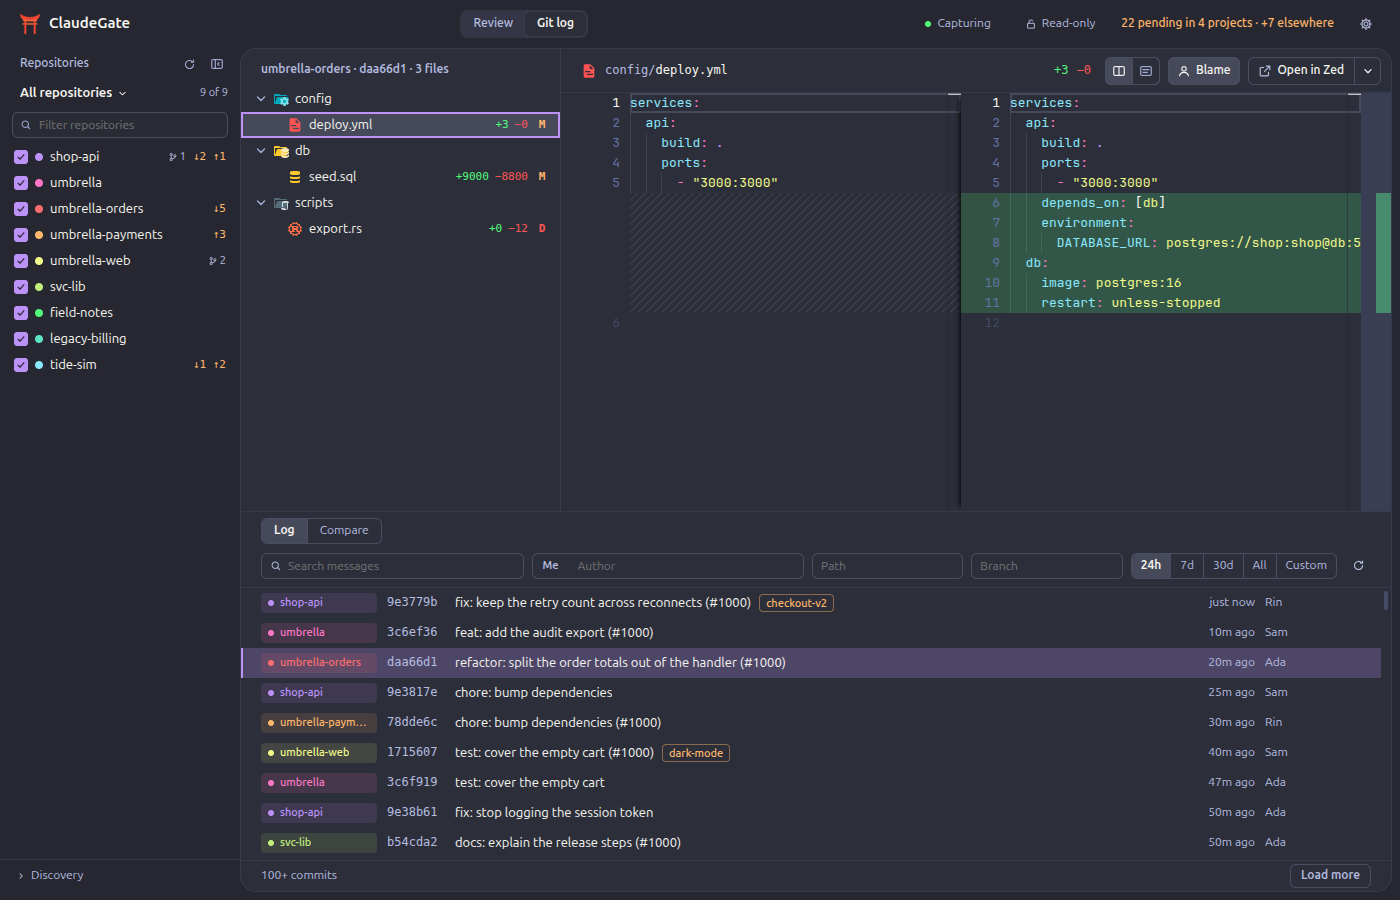 ClaudeGate
Review
Git log
Capturing
Read-only
22 pending in 4 projects · +7 elsewhere
Repositories
All repositories
9 of 9
Filter repositories
shop-api 1 ↓2 ↑1
umbrella
umbrella-orders ↓5
umbrella-payments ↑3
umbrella-web 2
svc-lib
field-notes
legacy-billing
tide-sim ↓1 ↑2
Discovery
umbrella-orders · daa66d1 · 3 files
config
deploy.yml +3 −0 M
db
seed.sql +9000 −8800 M
scripts
export.rs +0 −12 D
config/deploy.yml
+3 −0
Blame
Open in Zed
1 services:
2 api:
3 build: .
4 ports:
5 - "3000:3000"
6
1 services:
2 api:
3 build: .
4 ports:
5 - "3000:3000"
6 depends_on: [db]
7 environment:
8 DATABASE_URL: postgres://shop:shop@db:5
9 db:
10 image: postgres:16
11 restart: unless-stopped
12
Log
Compare
Search messages
Me
Author
Path
Branch
24h
7d
30d
All
Custom
shop-api 9e3779b fix: keep the retry count across reconnects (#1000) checkout-v2 just now Rin
umbrella 3c6ef36 feat: add the audit export (#1000) 10m ago Sam
umbrella-orders daa66d1 refactor: split the order totals out of the handler (#1000) 20m ago Ada
shop-api 9e3817e chore: bump dependencies 25m ago Sam
umbrella-paym... 78dde6c chore: bump dependencies (#1000) 30m ago Rin
umbrella-web 1715607 test: cover the empty cart (#1000) dark-mode 40m ago Sam
umbrella 3c6f919 test: cover the empty cart 47m ago Ada
shop-api 9e38b61 fix: stop logging the session token 50m ago Ada
svc-lib b54cda2 docs: explain the release steps (#1000) 50m ago Ada
100+ commits
Load more